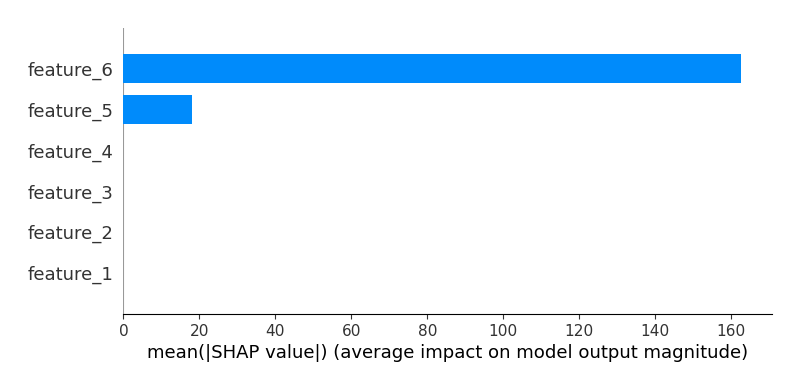 feature_6
feature_5
feature_4
feature_3
feature_2
feature_1
0 20 40 60 80 100 120 140 160
mean(|SHAP value|) (average impact on model output magnitude)